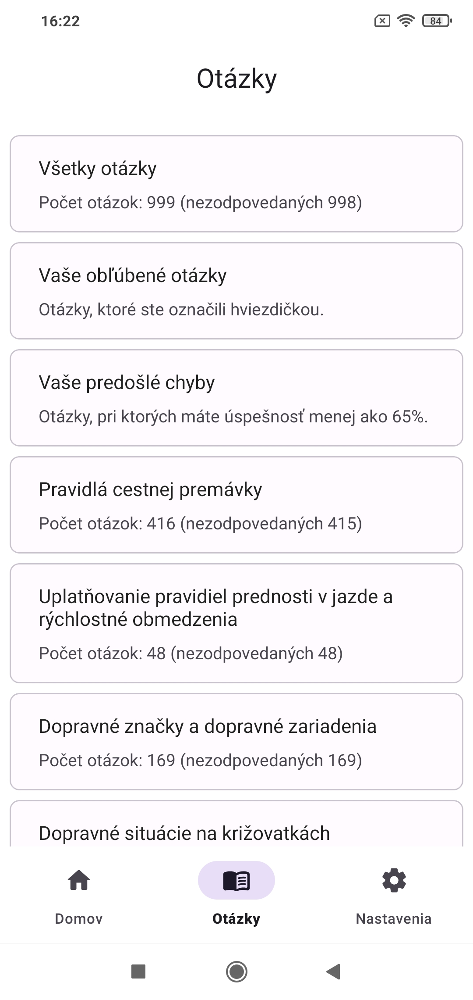 16:22
84
Otázky
Všetky otázky
Počet otázok: 999 (nezodpovedaných 998)
Vaše obľúbené otázky
Otázky, ktoré ste označili hviezdičkou.
Vaše predošlé chyby
Otázky, pri ktorých máte úspešnosť menej ako 65%.
Pravidlá cestnej premávky
Počet otázok: 416 (nezodpovedaných 415)
Uplatňovanie pravidiel prednosti v jazde a
rýchlostné obmedzenia
Počet otázok: 48 (nezodpovedaných 48)
Dopravné značky a dopravné zariadenia
Počet otázok: 169 (nezodpovedaných 169)
Dopravné situácie na križovatkách
Domov
Otázky
Nastavenia